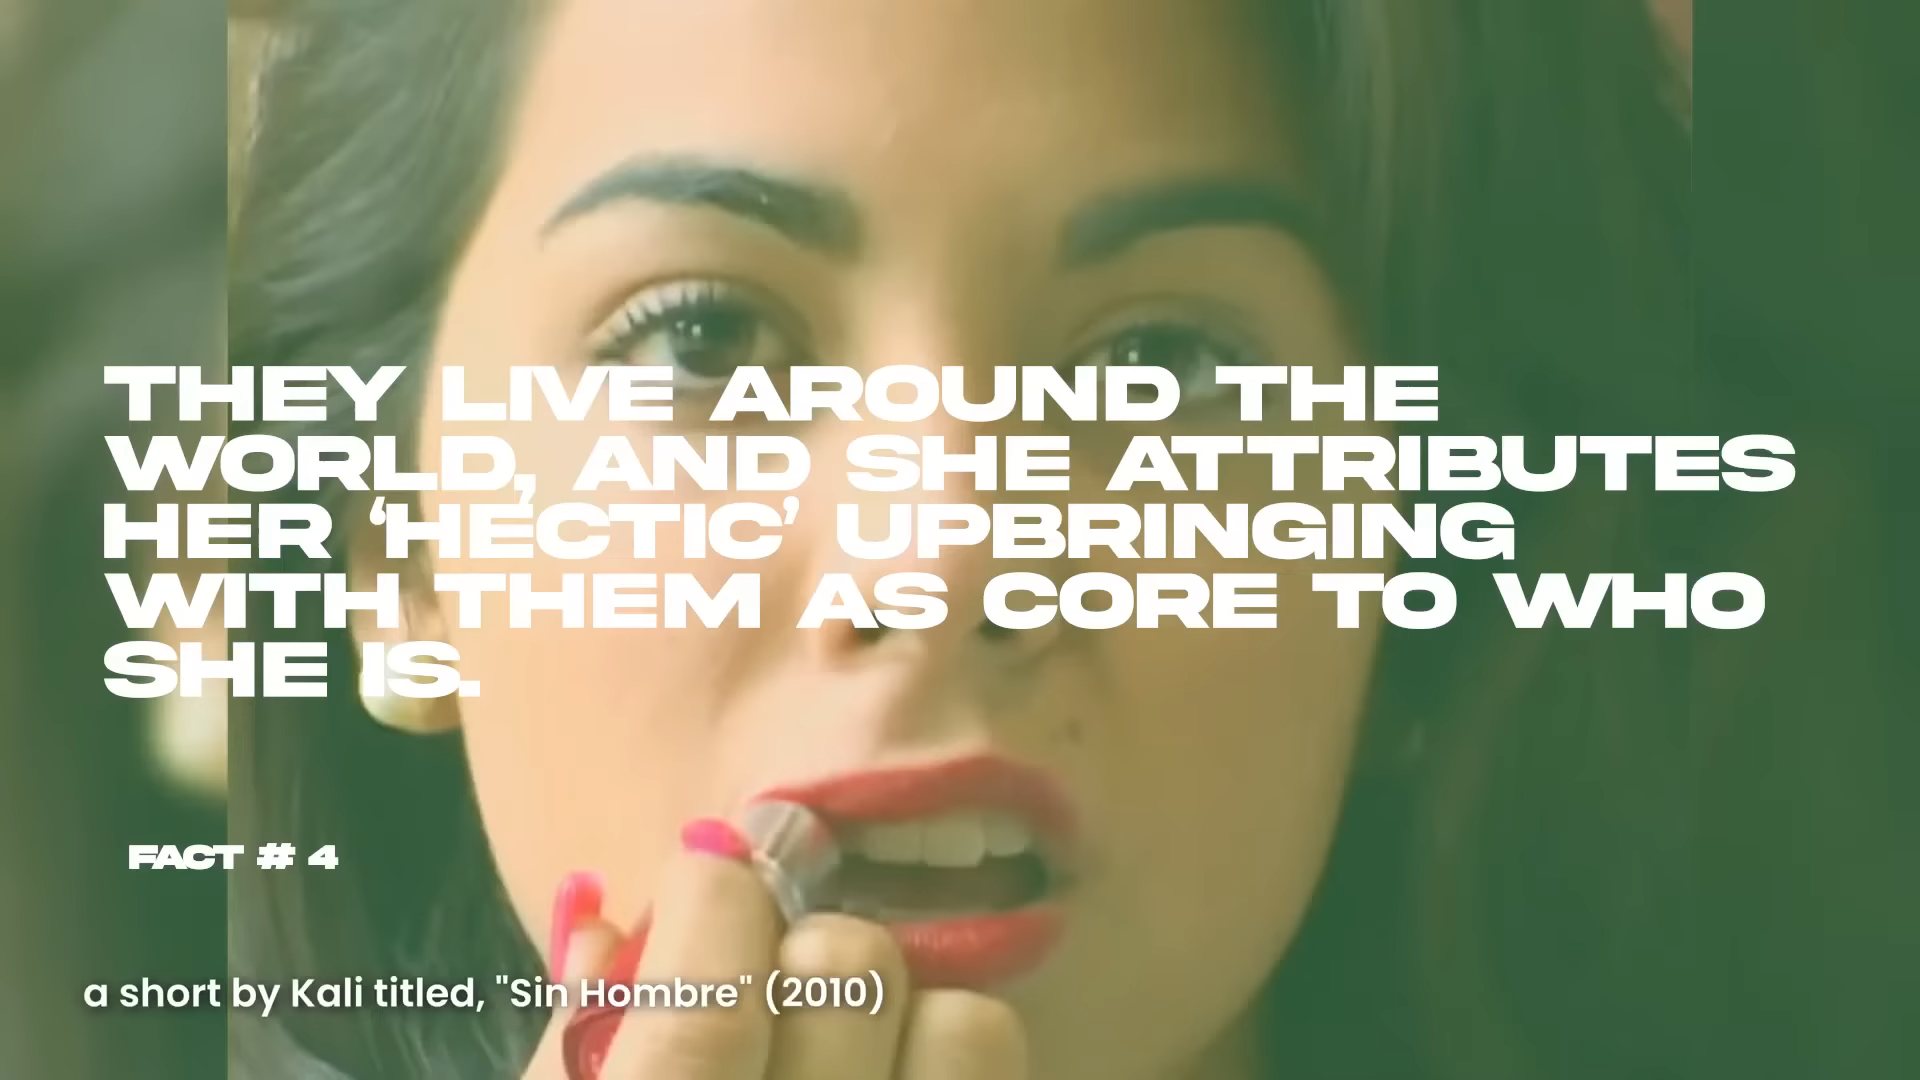 THEY LIVE AROUND THE
WORLD, AND SHE ATTRIBUTES
HER ‘HECTIC’ UPBRINGING
WITH THEM AS CORE TO WHO
SHE IS.
FACT # 4
a short by Kali titled, "Sin Hombre" (2010)